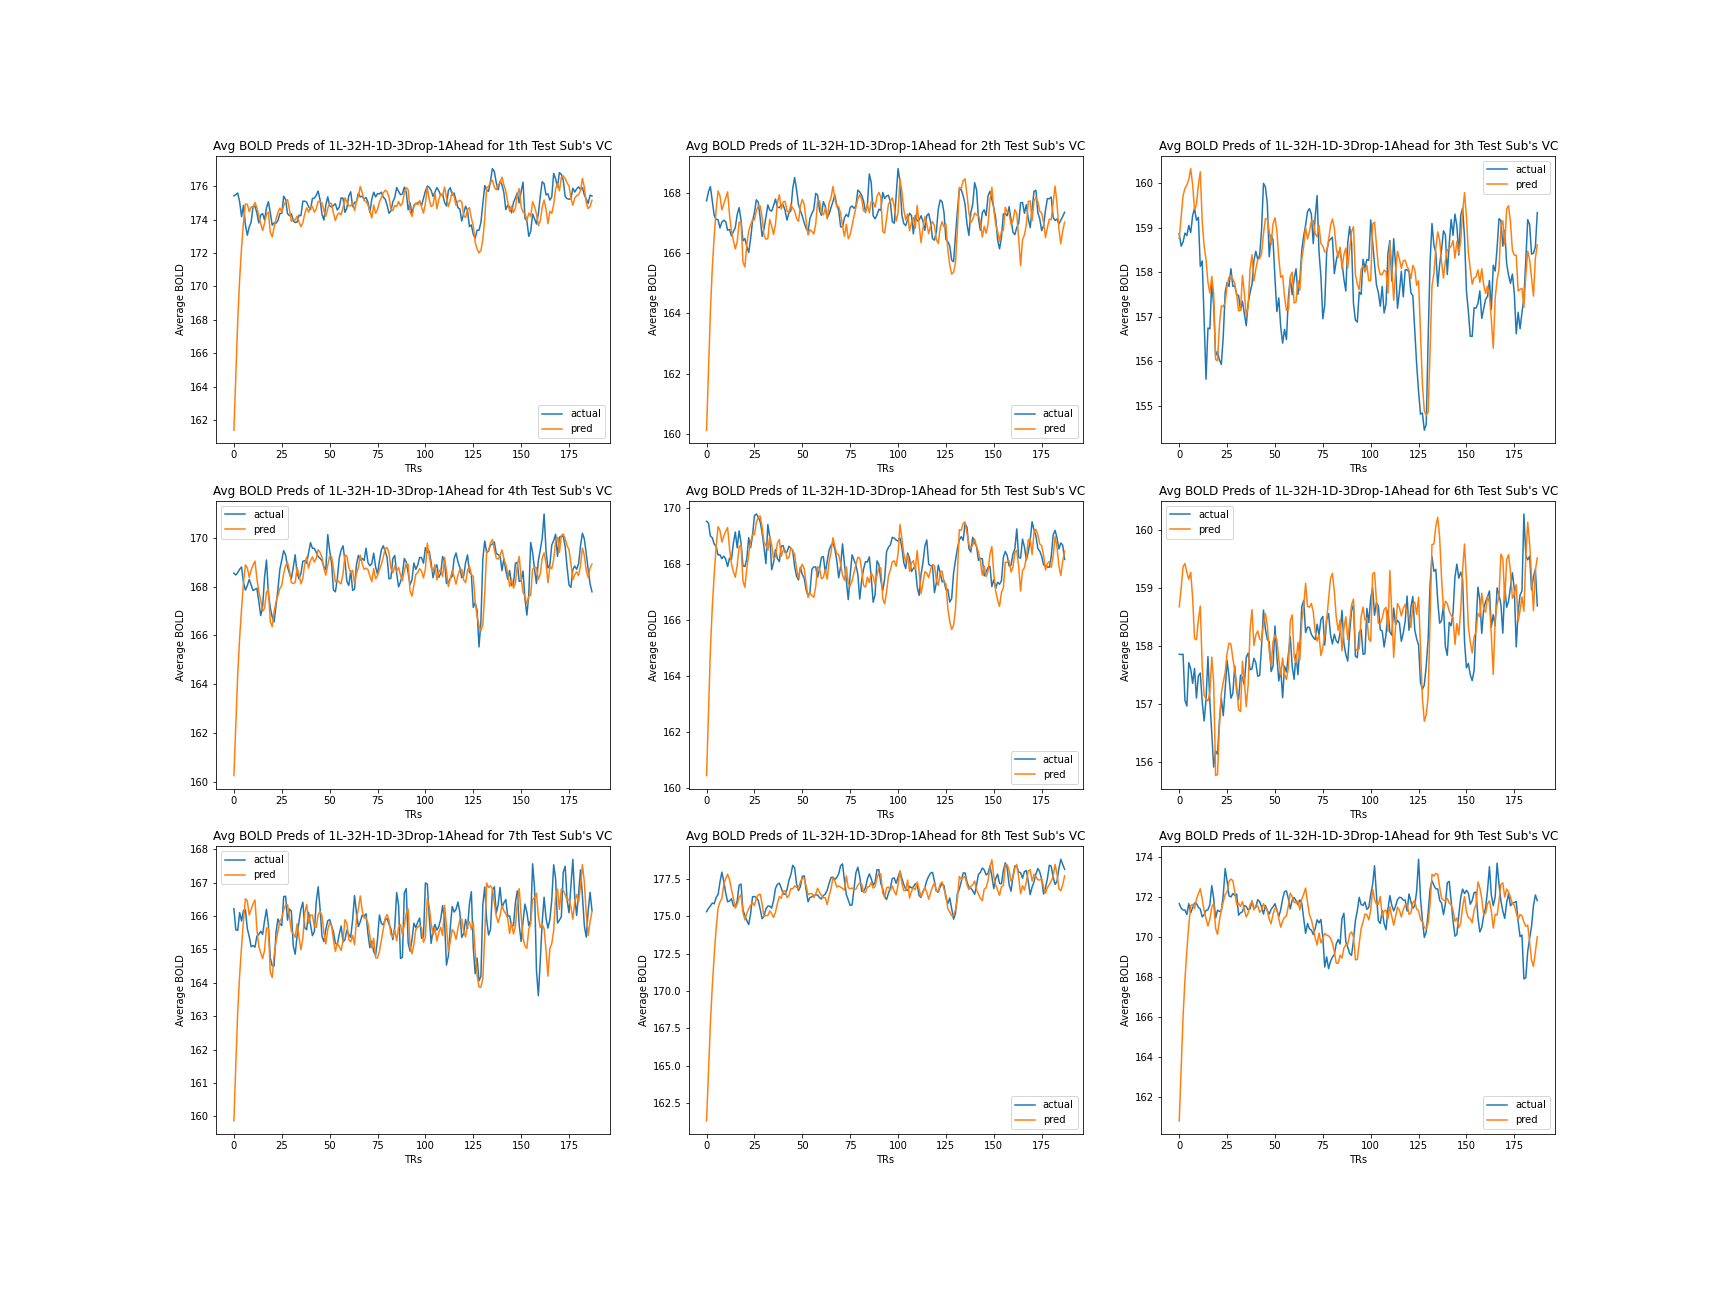 Avg BOLD Preds of 1L-32H-1D-3Drop-1Ahead for 1th Test Sub's VC
176
174
172
170
168
166
164
162
Average BOLD
actual
pred
0 25 50 75 100 125 150 175
TRs
Avg BOLD Preds of 1L-32H-1D-3Drop-1Ahead for 2th Test Sub's VC
168
166
164
162
160
Average BOLD
actual
pred
0 25 50 75 100 125 150 175
TRs
Avg BOLD Preds of 1L-32H-1D-3Drop-1Ahead for 3th Test Sub's VC
actual
pred
160
159
158
157
156
155
Average BOLD
0 25 50 75 100 125 150 175
TRs
Avg BOLD Preds of 1L-32H-1D-3Drop-1Ahead for 4th Test Sub's VC
actual
pred
170
168
166
164
162
160
Average BOLD
0 25 50 75 100 125 150 175
TRs
Avg BOLD Preds of 1L-32H-1D-3Drop-1Ahead for 5th Test Sub's VC
170
168
166
164
162
160
Average BOLD
actual
pred
0 25 50 75 100 125 150 175
TRs
Avg BOLD Preds of 1L-32H-1D-3Drop-1Ahead for 6th Test Sub's VC
actual
pred
160
159
158
157
156
Average BOLD
0 25 50 75 100 125 150 175
TRs
Avg BOLD Preds of 1L-32H-1D-3Drop-1Ahead for 7th Test Sub's VC
actual
pred
168
167
166
165
164
163
162
161
160
Average BOLD
0 25 50 75 100 125 150 175
TRs
Avg BOLD Preds of 1L-32H-1D-3Drop-1Ahead for 8th Test Sub's VC
177.5
175.0
172.5
170.0
167.5
165.0
162.5
Average BOLD
actual
pred
0 25 50 75 100 125 150 175
TRs
Avg BOLD Preds of 1L-32H-1D-3Drop-1Ahead for 9th Test Sub's VC
174
172
170
168
166
164
162
Average BOLD
actual
pred
0 25 50 75 100 125 150 175
TRs